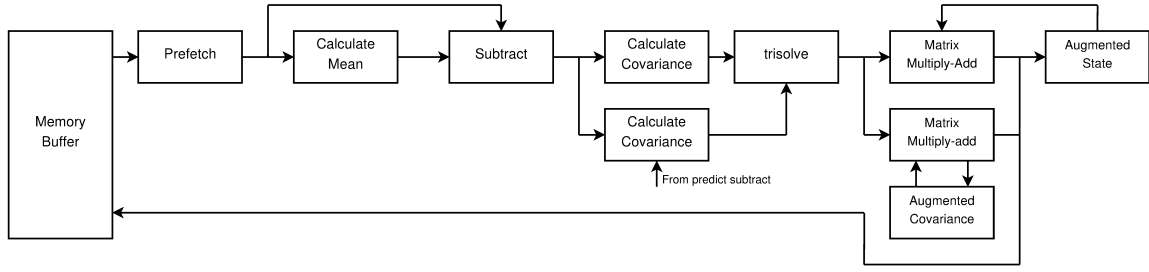 Memory
Buffer
Prefetch
Calculate
Mean
Subtract
Calculate
Covariance
Calculate
Covariance
From predict subtract
trisolve
Matrix
Multiply-Add
Matrix
Multiply-add
Augmented
Covariance
Augmented
State